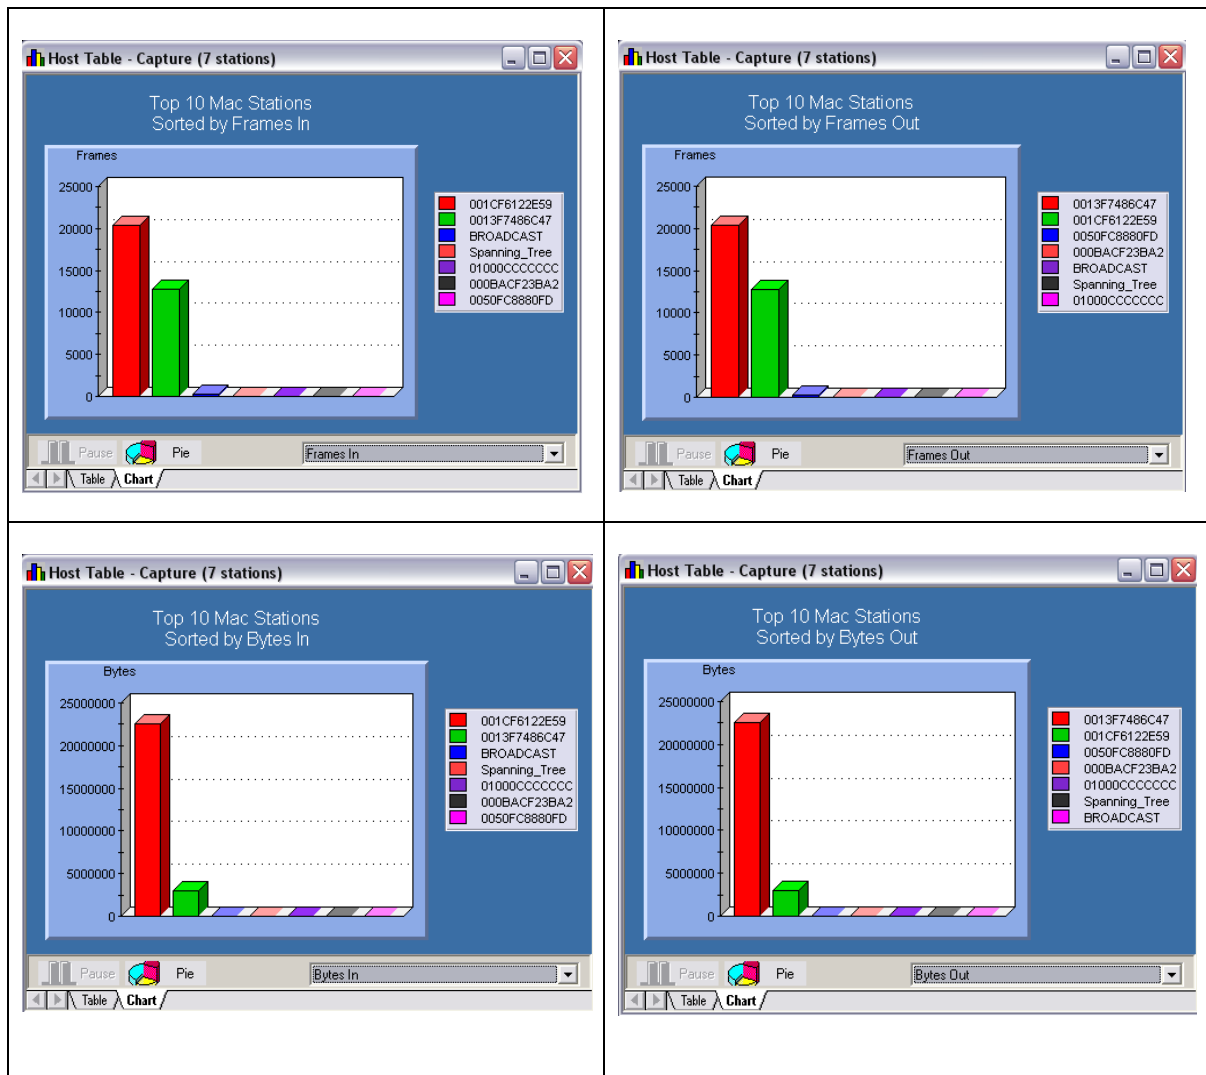 Host Table - Capture (7 stations)
Top 10 Mac Stations
Sorted by Frames In
Frames
25000
20000
15000
10000
5000
0
001CF6122E59
0013F7486C47
BROADCAST
Spanning_Tree
01000CCCCCCC
000BACF23BA2
0050FC8880FD
Pause
Pie
Frames In
Table
Chart
Host Table - Capture (7 stations)
Top 10 Mac Stations
Sorted by Frames Out
Frames
25000
20000
15000
10000
5000
0
0013F7486C47
001CF6122E59
0050FC8880FD
000BACF23BA2
BROADCAST
Spanning_Tree
01000CCCCCCC
Pause
Pie
Frames Out
Table
Chart
Host Table - Capture (7 stations)
Top 10 Mac Stations
Sorted by Bytes In
Bytes
25000000
20000000
15000000
10000000
5000000
0
001CF6122E59
0013F7486C47
BROADCAST
Spanning_Tree
01000CCCCCCC
000BACF23BA2
0050FC8880FD
Pause
Pie
Bytes In
Table
Chart
Host Table - Capture (7 stations)
Top 10 Mac Stations
Sorted by Bytes Out
Bytes
25000000
20000000
15000000
10000000
5000000
0
0013F7486C47
001CF6122E59
0050FC8880FD
000BACF23BA2
01000CCCCCCC
Spanning_Tree
BROADCAST
Pause
Pie
Bytes Out
Table
Chart